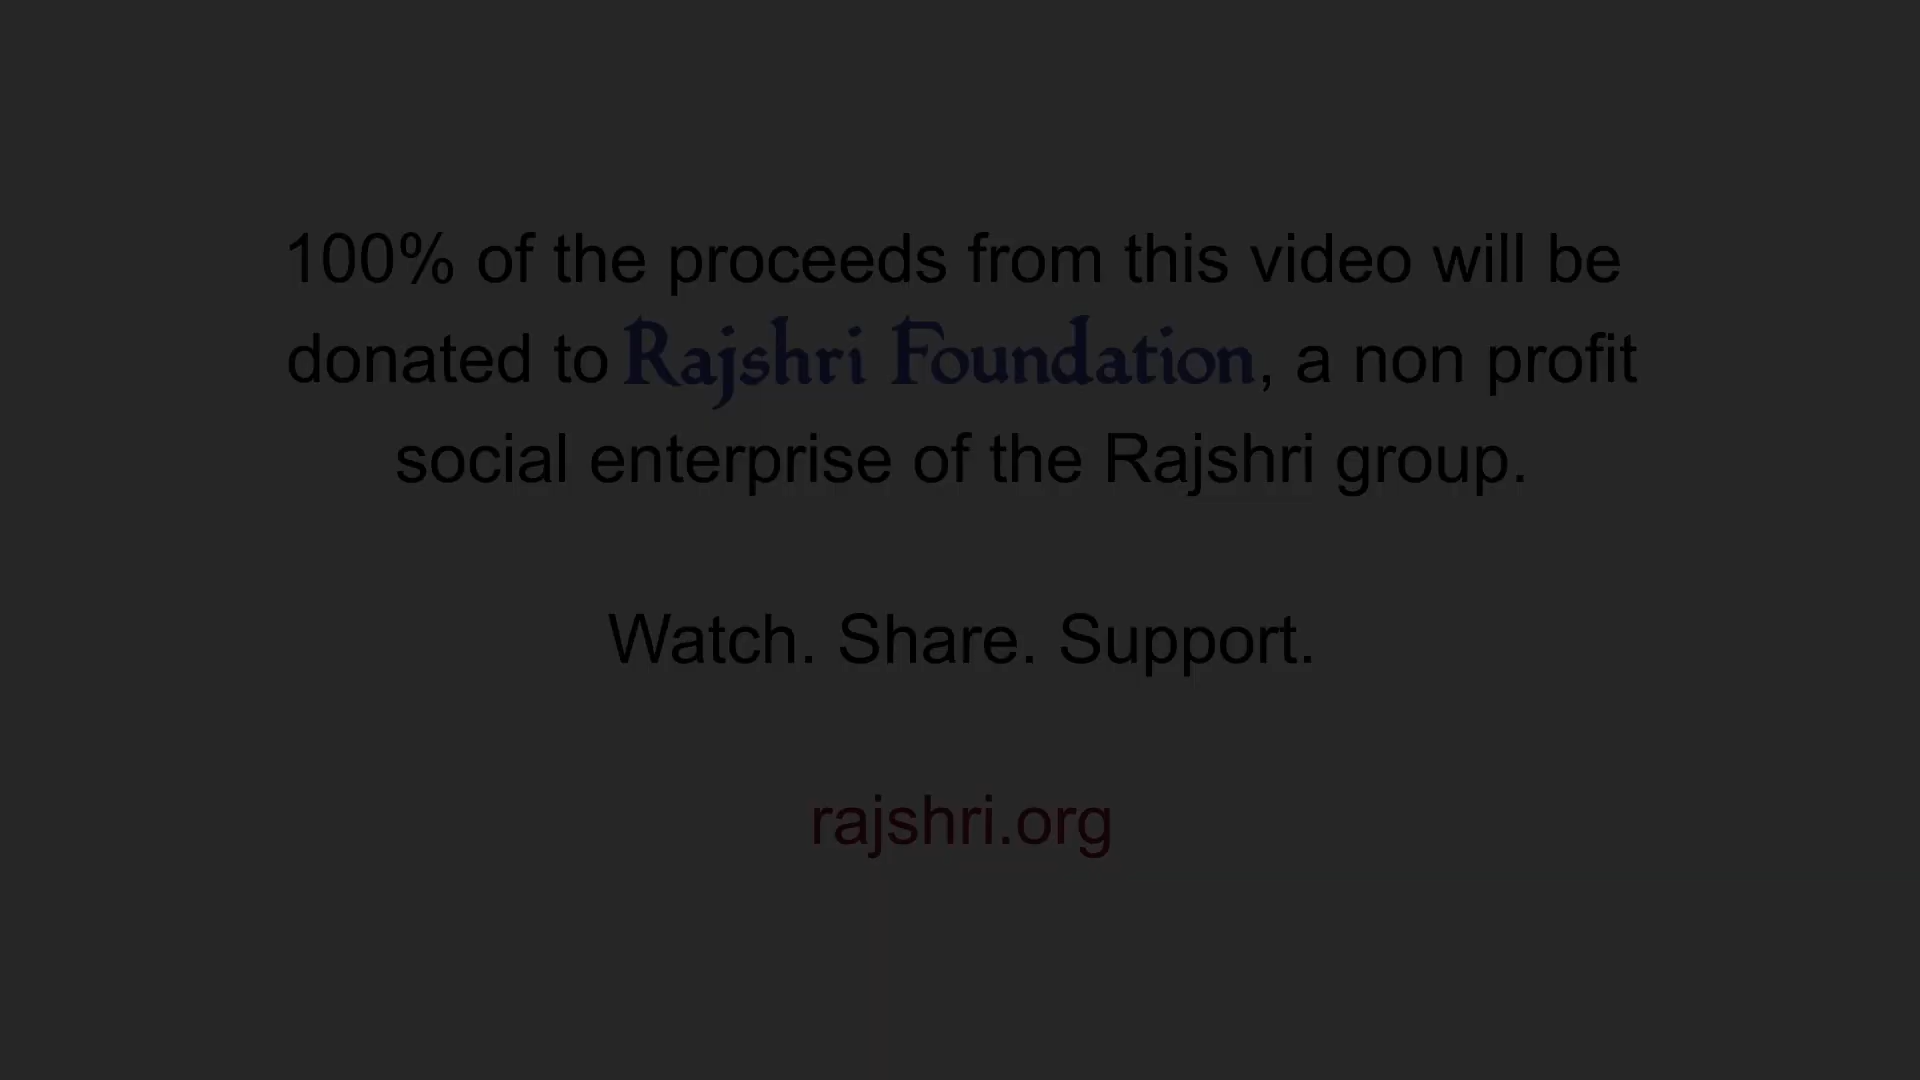 100% of the proceeds from this video will be
donated to Rajshri Foundation, a non profit
social enterprise of the Rajshri group.
Watch. Share. Support.
rajshri.org